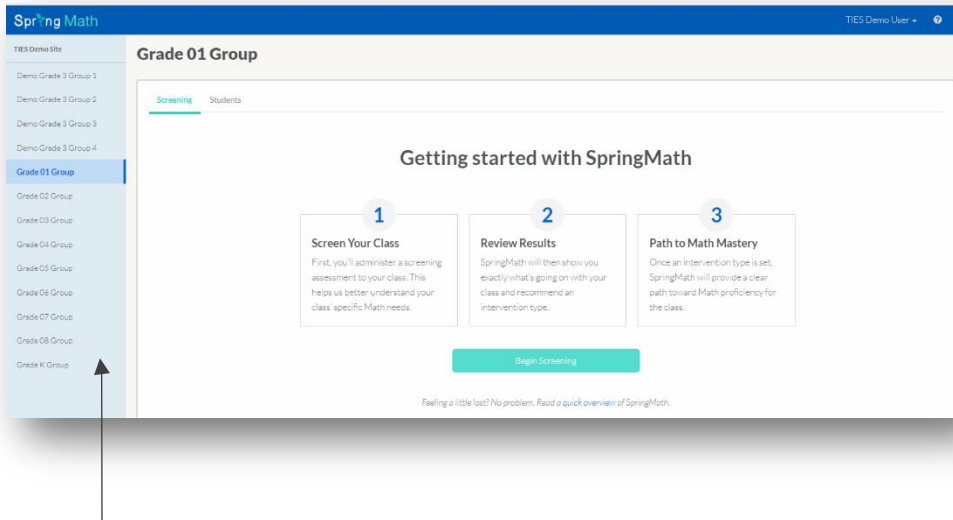 Spring Math
TIES Demo User
TIES Demo Site
Demo Grade 3 Group 1
Demo Grade 3 Group 2
Demo Grade 3 Group 3
Demo Grade 3 Group 4
Grade 01 Group
Grade 02 Group
Grade 03 Group
Grade 04 Group
Grade 05 Group
Grade 06 Group
Grade 07 Group
Grade 08 Group
Grade K Group
Grade 01 Group
Screening Students
Getting started with SpringMath
1
Screen Your Class
First, you'll administer a screening
assessment to your class. This
helps us better understand your
class' specific Math needs.
2
Review Results
SpringMath will then show you
exactly what's going on with your
class and recommend an
intervention type.
3
Path to Math Mastery
Once an intervention type is set,
SpringMath will provide a clear
path toward Math proficiency for
the class.
Begin Screening
Feeling a little lost? No problem. Read a quick overview of SpringMath.